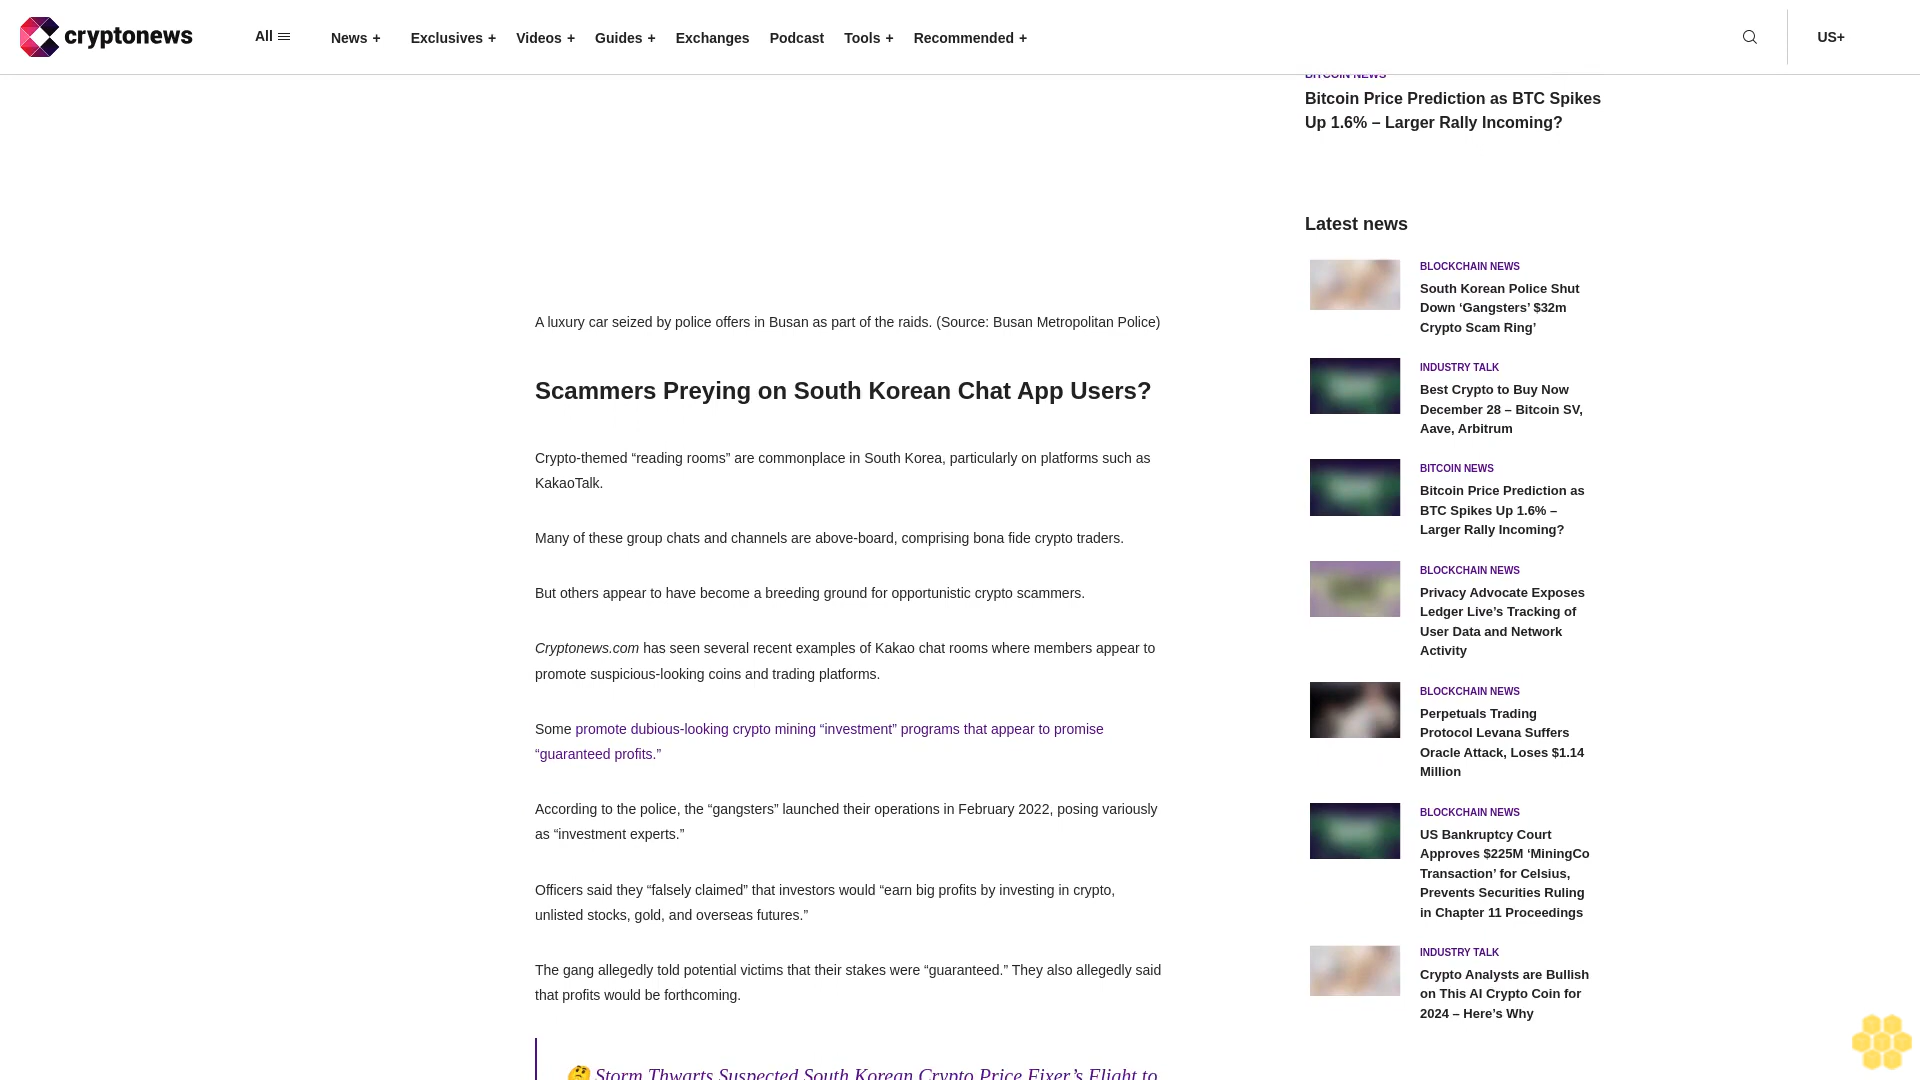 cryptonews
All
News +
Exclusives +
Videos +
Guides +
Exchanges
Podcast
Tools +
Recommended +
US+
A luxury car seized by police offers in Busan as part of the raids. (Source: Busan Metropolitan Police)
Scammers Preying on South Korean Chat App Users?
Crypto-themed “reading rooms” are commonplace in South Korea, particularly on platforms such as
KakaoTalk.
Many of these group chats and channels are above-board, comprising bona fide crypto traders.
But others appear to have become a breeding ground for opportunistic crypto scammers.
Cryptonews.com has seen several recent examples of Kakao chat rooms where members appear to
promote suspicious-looking coins and trading platforms.
Some promote dubious-looking crypto mining “investment” programs that appear to promise
“guaranteed profits.”
According to the police, the “gangsters” launched their operations in February 2022, posing variously
as “investment experts.”
Officers said they “falsely claimed” that investors would “earn big profits by investing in crypto,
unlisted stocks, gold, and overseas futures.”
The gang allegedly told potential victims that their stakes were “guaranteed.” They also allegedly said
that profits would be forthcoming.
🤔 Storm Thwarts Suspected South Korean Crypto Price Fixer’s Flight to
BITCOIN NEWS
Bitcoin Price Prediction as BTC Spikes
Up 1.6% – Larger Rally Incoming?
Latest news
BLOCKCHAIN NEWS
South Korean Police Shut
Down ‘Gangsters’ $32m
Crypto Scam Ring’
INDUSTRY TALK
Best Crypto to Buy Now
December 28 – Bitcoin SV,
Aave, Arbitrum
BITCOIN NEWS
Bitcoin Price Prediction as
BTC Spikes Up 1.6% –
Larger Rally Incoming?
BLOCKCHAIN NEWS
Privacy Advocate Exposes
Ledger Live’s Tracking of
User Data and Network
Activity
BLOCKCHAIN NEWS
Perpetuals Trading
Protocol Levana Suffers
Oracle Attack, Loses $1.14
Million
BLOCKCHAIN NEWS
US Bankruptcy Court
Approves $225M ‘MiningCo
Transaction’ for Celsius,
Prevents Securities Ruling
in Chapter 11 Proceedings
INDUSTRY TALK
Crypto Analysts are Bullish
on This AI Crypto Coin for
2024 – Here’s Why